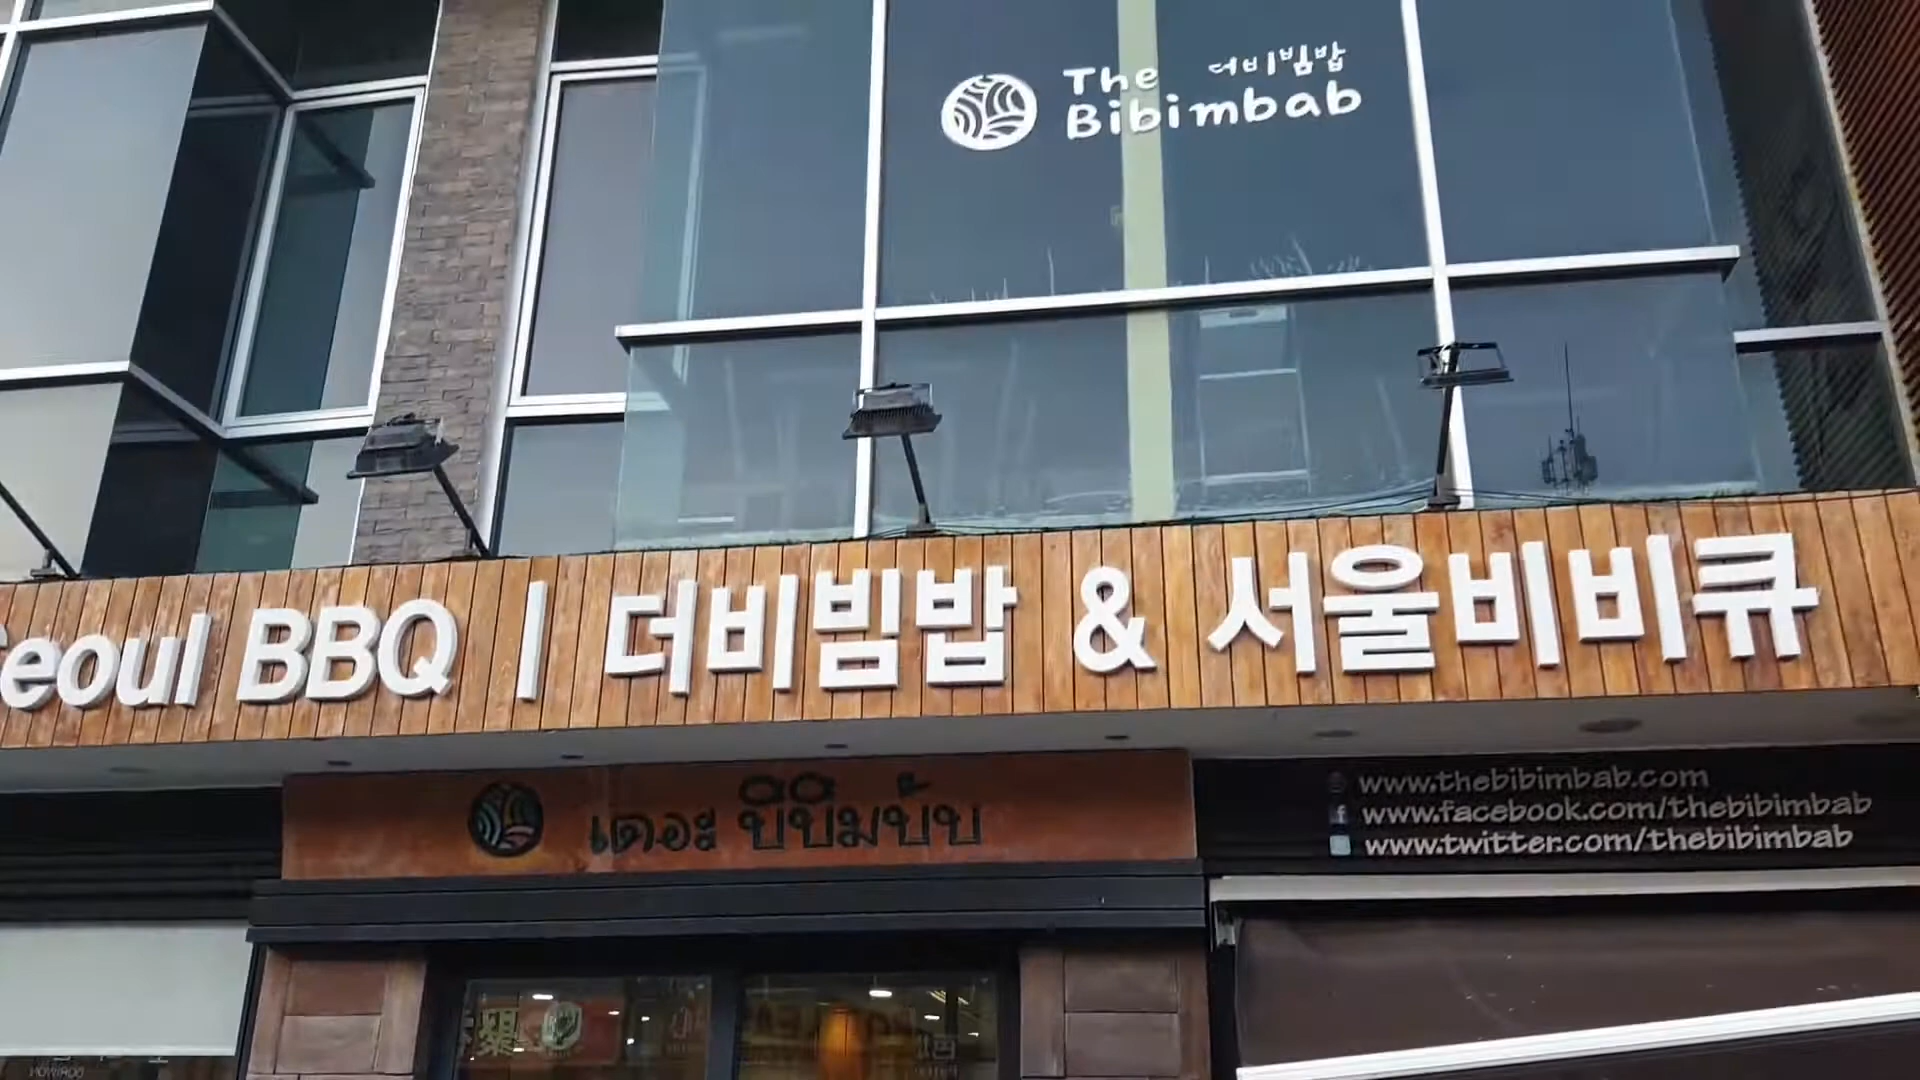 The 더비빔밥
Bibimbab
Seoul BBQ | 더비빔밥 & 서울비비큐
เดอะ บิบิมบับ
www.thebibimbab.com
www.facebook.com/thebibimbab
www.twitter.com/thebibimbab